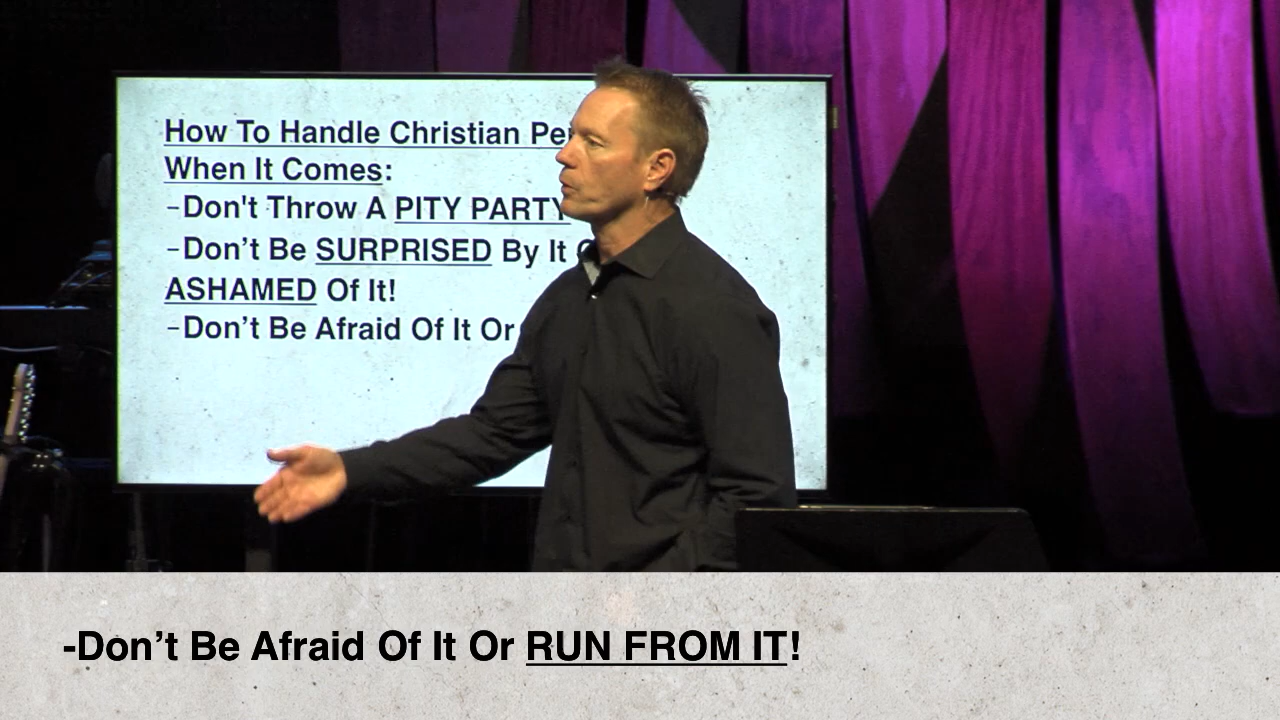 How To Handle Christian
When It Comes:
-Don't Throw A PITY PARTY
-Don't Be SURPRISED By It
ASHAMED Of It!
-Don't Be Afraid Of It Or
-Don't Be Afraid Of It Or RUN FROM IT!